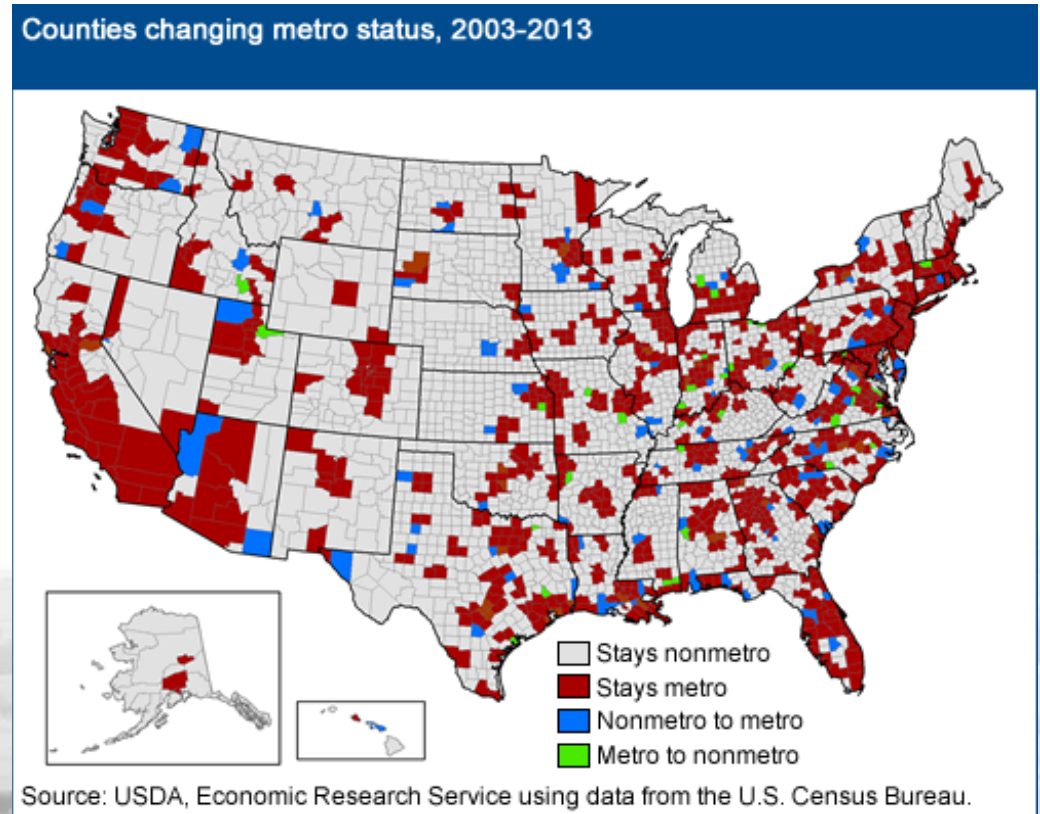 Counties changing metro status, 2003-2013
Stays nonmetro
Stays metro
Nonmetro to metro
Metro to nonmetro
Source: USDA, Economic Research Service using data from the U.S. Census Bureau.